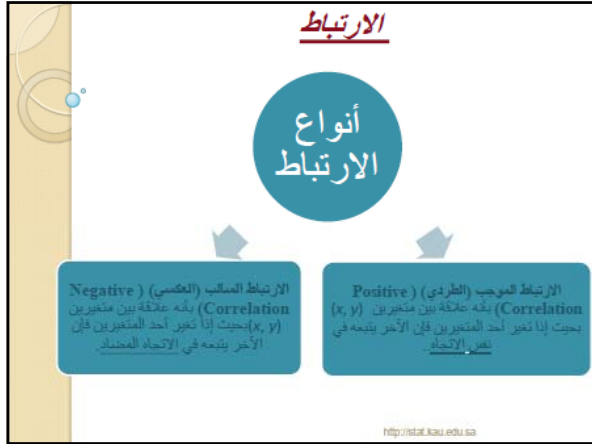 الارتباط
أنواع
الارتباط
الارتباط الموجب (الطردي) ( Positive
Correlation) بأنه علاقة بين متغيرين (x, y)
بحيث إذا تغير أحد المتغيرين فإن الآخر يتبعه في
نفس الاتجاه.
الارتباط السالب (العكسي) ( Negative
Correlation) بأنه علاقة بين متغيرين
(x, y)بحيث إذا تغير أحد المتغيرين فإن
الآخر يتبعه في الاتجاه المضاد.
http://stat.kau.edu.sa